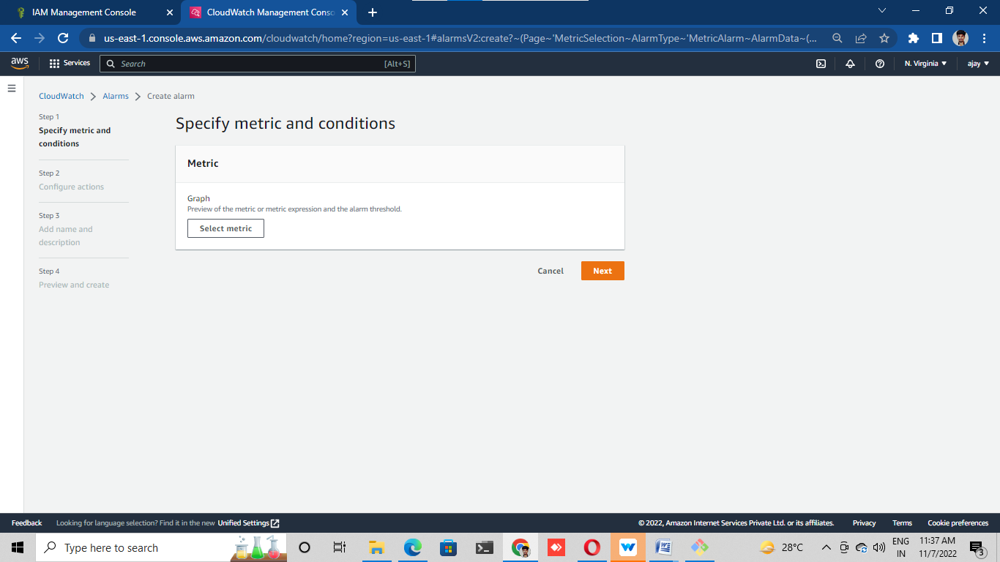 IAM Management Console
CloudWatch Management Conso
us-east-1.console.aws.amazon.com/cloudwatch/home?region=us-east-1#alarmsV2:create?~(Page~'MetricSelection~AlarmType~'MetricAlarm~AlarmData~(...
aws
Services
Search
[Alt+S]
N. Virginia
ajay
CloudWatch
Alarms
Create alarm
Step 1
Specify metric and
conditions
Step 2
Configure actions
Step 3
Add name and
description
Step 4
Preview and create
Specify metric and conditions
Metric
Graph
Preview of the metric or metric expression and the alarm threshold.
Select metric
Cancel
Next
Feedback
Looking for language selection? Find it in the new Unified Settings
© 2022, Amazon Internet Services Private Ltd. or its affiliates.
Privacy
Terms
Cookie preferences
Type here to search
28°C
ENG
IN
11:37 AM
11/7/2022
3